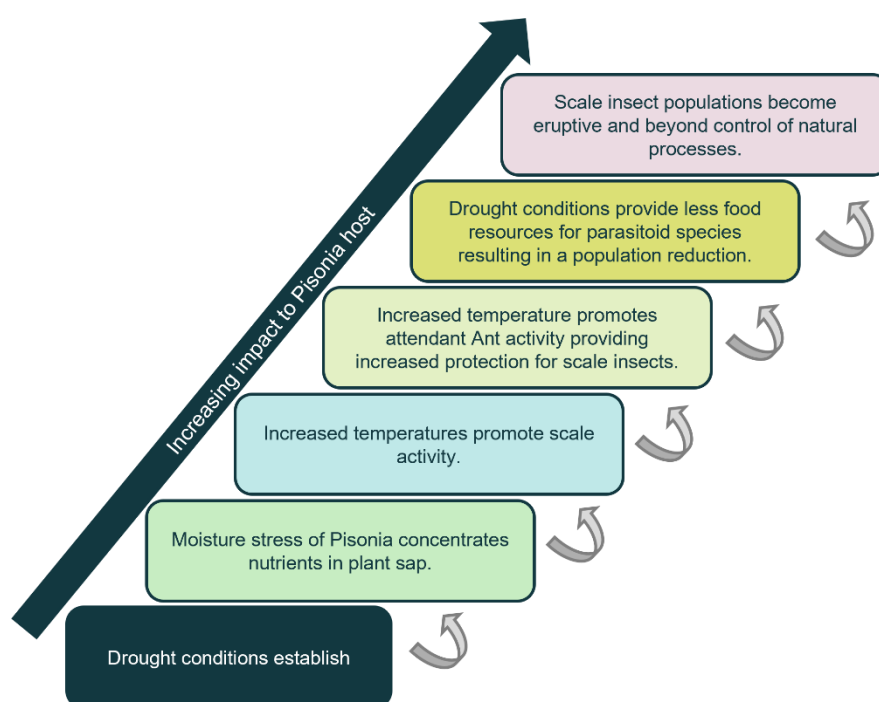 Scale insect populations become
eruptive and beyond control of natural
processes.
Drought conditions provide less food
resources for parasitoid species
resulting in a population reduction.
Increased temperature promotes
attendant Ant activity providing
increased protection for scale insects.
Increased temperatures promote scale
activity.
Moisture stress of Pisonia concentrates
nutrients in plant sap.
Drought conditions establish
Increasing impact to Pisonia host